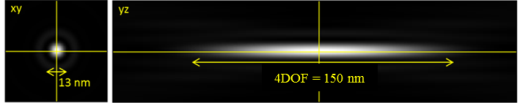 xy
yz
13 nm
4DOF = 150 nm